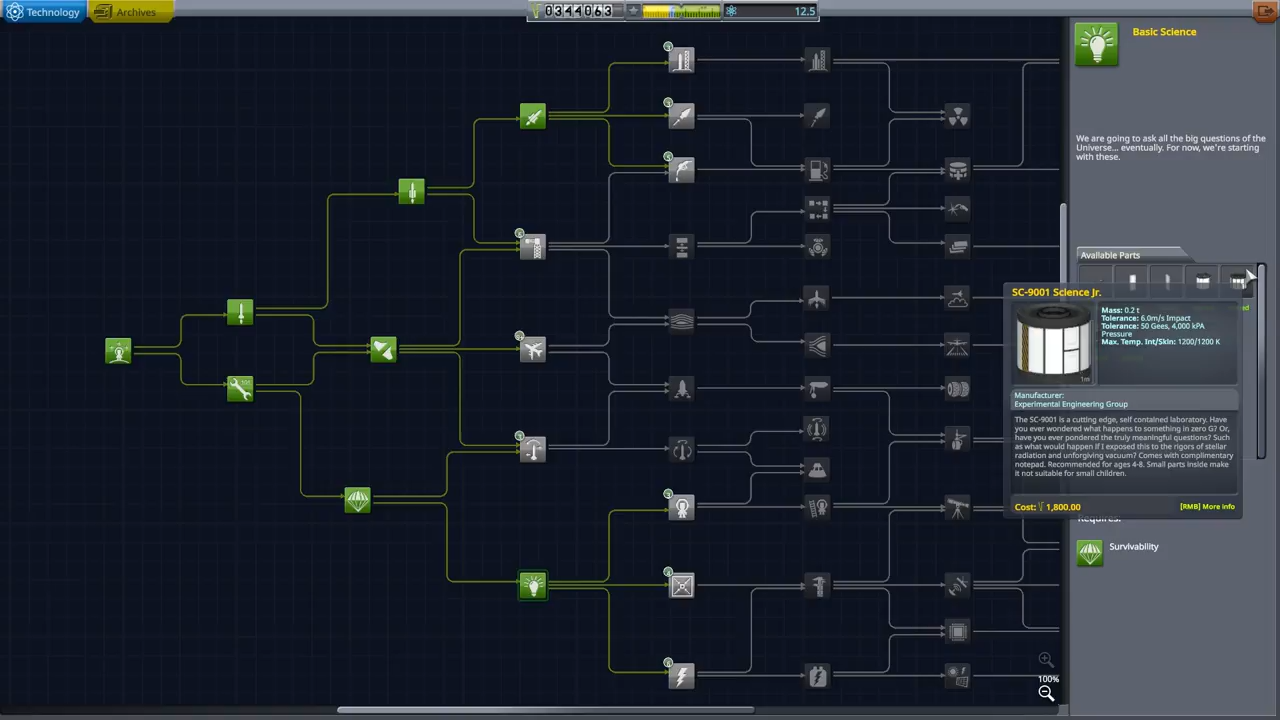 Technology
Archives
0344063
12.5
Basic Science
We are going to ask all the big questions of the
Universe... eventually. For now, we're starting
with these.
Available Parts
SC-9001 Science Jr.
Mass: 0.2 t
Tolerance: 6.0m/s Impact
Tolerance: 50 Gees, 4,000 kPa
Pressure
Max. Temp. Int/Skin: 1200/1200 K
1m
Manufacturer:
Experimental Engineering Group
The SC-9001 is a cutting edge, self contained laboratory. Have
you ever wondered what happens to something in zero G? Or,
have you ever pondered the truly meaningful questions? Such
as what would happen if I exposed this to the rigors of stellar
radiation and unforgiving vacuum? Comes with complimentary
notepad. Recommended for ages 4-8. Small parts inside make
it not suitable for small children.
Cost: 1,800.00
[RMB] More info
Requires:
Survivability
100%